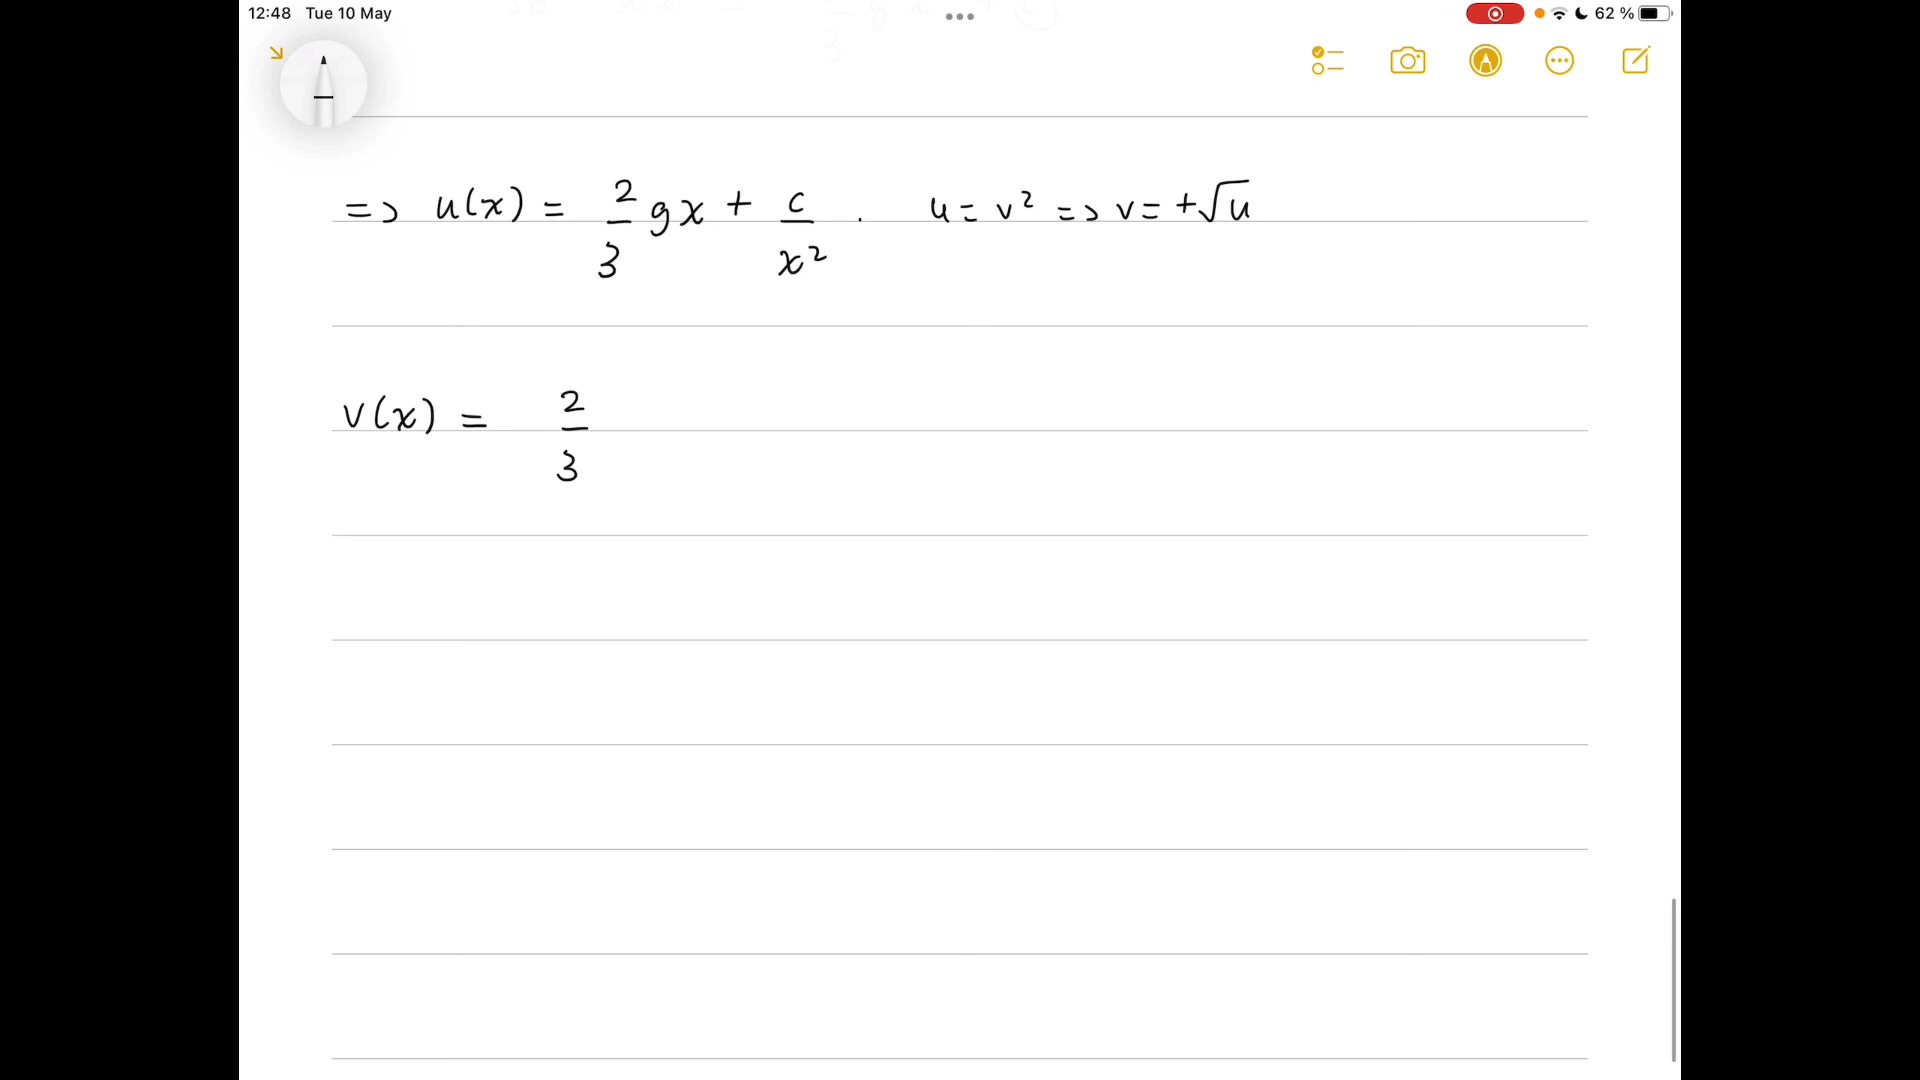 12:48 Tue 10 May 62 %
=> u(x) = 2/3 gx + c/x² . u = v² => v = +√u
v(x) = 2/3